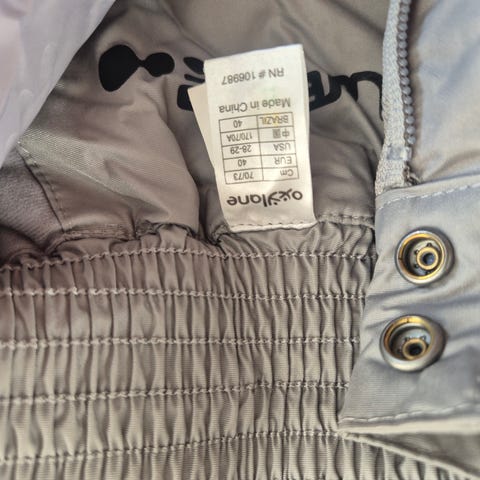 oxylane
Cm 70/73
EUR 40
USA 28-29
中国 170/70A
BRAZIL 40
Made in China
RN # 106987